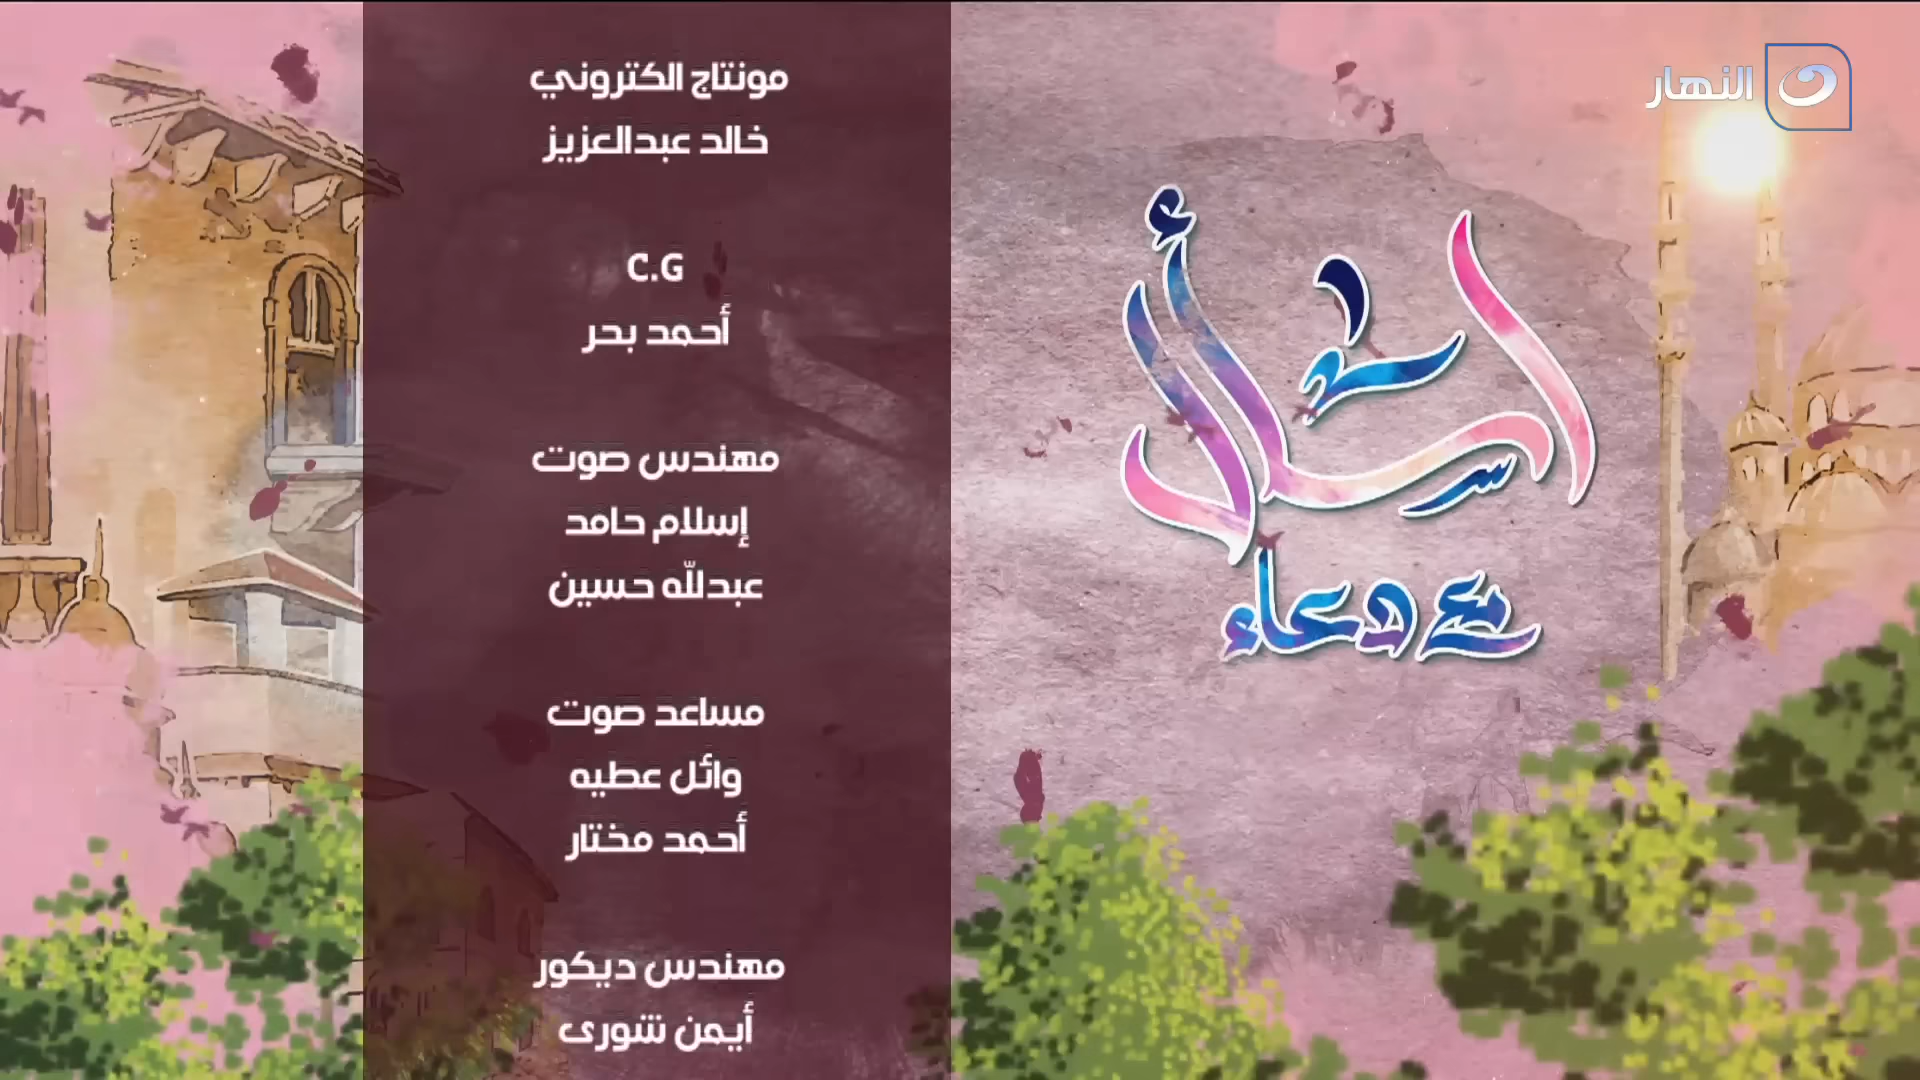 النهار
مونتاج الكتروني
خالد عبدالعزيز
C.G
أحمد بحر
مهندس صوت
إسلام حامد
عبدلله حسين
مساعد صوت
وائل عطيه
أحمد مختار
مهندس ديكور
أيمن شورى
اسأل
مع دعاء